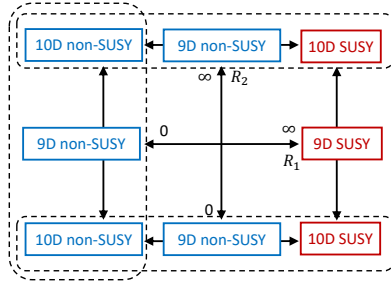 10D non-SUSY 9D non-SUSY 10D SUSY
∞ R₂
0 ∞
9D non-SUSY 9D SUSY
R₁
0
10D non-SUSY 9D non-SUSY 10D SUSY